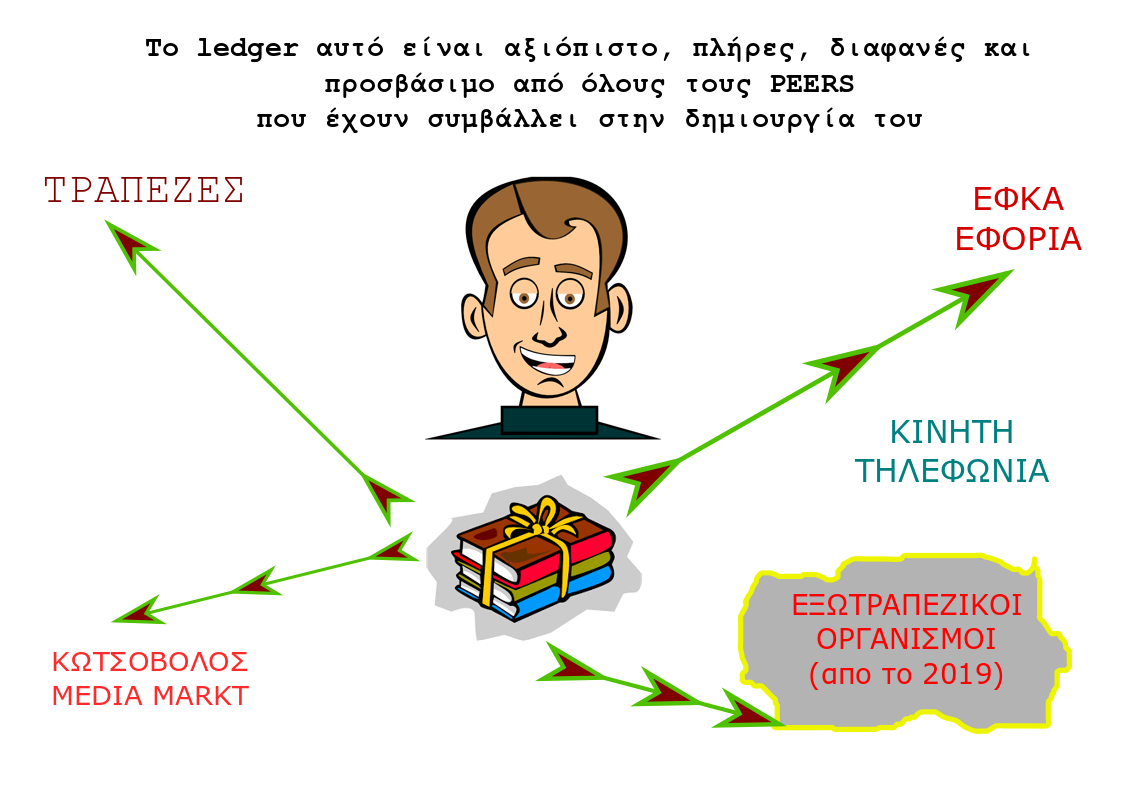 Το ledger αυτό είναι αξιόπιστο, πλήρες, διαφανές και
προσβάσιμο από όλους τους PEERS
που έχουν συμβάλλει στην δημιουργία του
ΤΡΑΠΕΖΕΣ
ΕΦΚΑ
ΕΦΟΡΙΑ
ΚΙΝΗΤΗ
ΤΗΛΕΦΩΝΙΑ
ΕΞΩΤΡΑΠΕΖΙΚΟΙ
ΟΡΓΑΝΙΣΜΟΙ
(απο το 2019)
ΚΩΤΣΟΒΟΛΟΣ
MEDIA MARKT